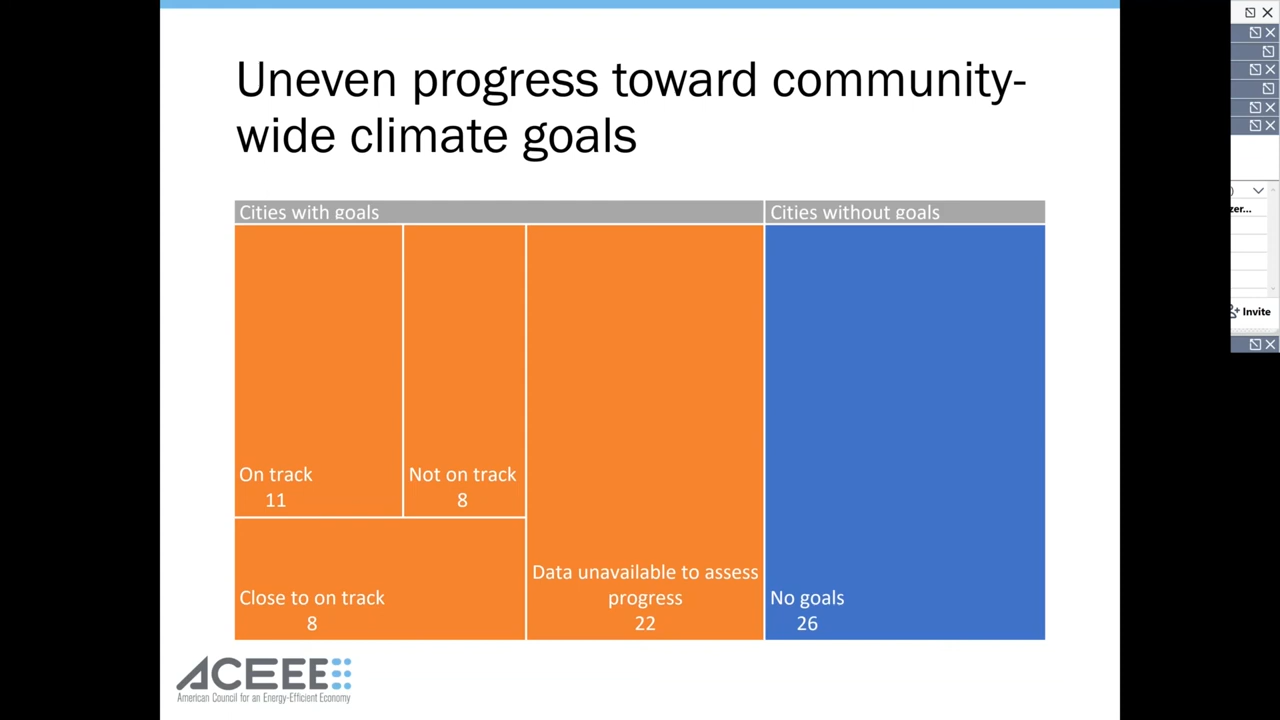 Uneven progress toward community-
wide climate goals
Cities with goals
Cities without goals
On track
11
Not on track
8
Close to on track
8
Data unavailable to assess
progress
22
No goals
26
ACEEE
American Council for an Energy-Efficient Economy
)
zer...
Invite